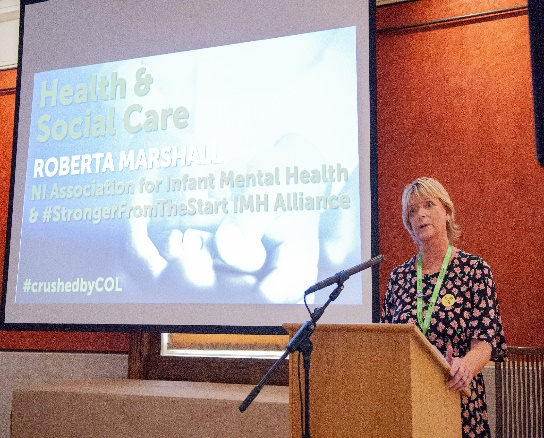 Health &
Social Care
ROBERTA MARSHALL
NI Association for Infant Mental Health
& #StrongerFromTheStart IMH Alliance
#crushedbyCOL